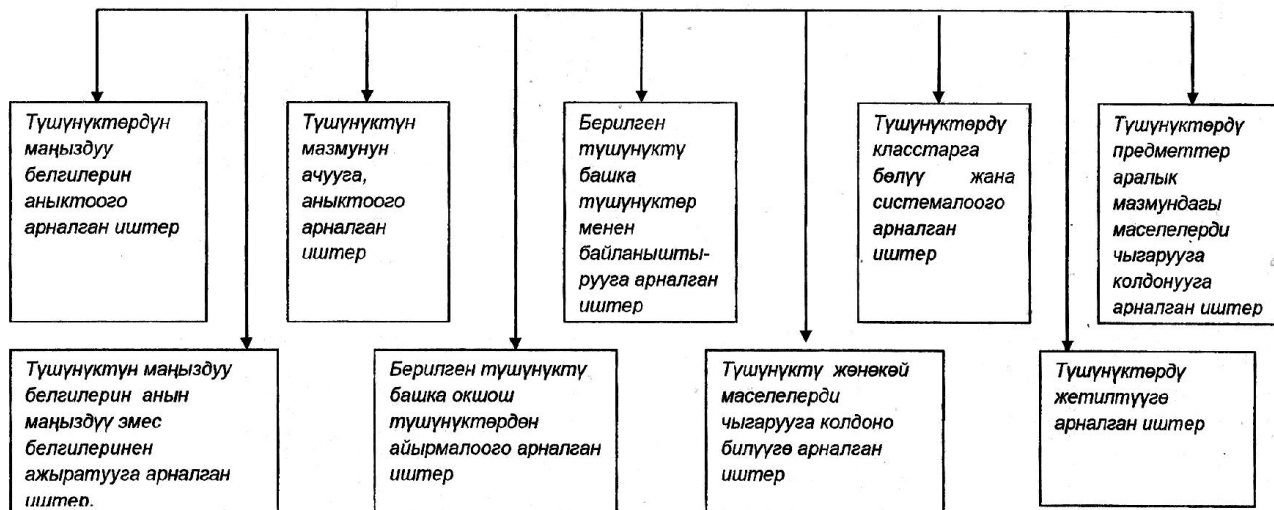 Түшүнүктөрдүн
маңыздуу
белгилерин
аныктоого
арналган иштер
Түшүнүктүн
мазмунун
ачууга,
аныктоого
арналган
иштер
Берилген
түшүнүктү
башка
түшүнүктөр
менен
байланышты-
рууга арналган
иштер
Түшүнүктөрдү
класстарга
бөлүү жана
системалоого
арналган
иштер
Түшүнүктөрдү
предметтер
аралык
мазмундагы
маселелерди
чыгарууга
колдонууга
арналган иштер
Түшүнүктүн маңыздуу
белгилерин анын
маңыздүү эмес
белгилеринен
ажыратууга арналган
иштер.
Берилген түшүнүктү
башка окшош
түшүнүктөрдөн
айырмалоого арналган
иштер
Түшүнүктү жөнөкөй
маселелерди
чыгарууга колдоно
билүүгө арналган
иштер
Түшүнүктөрдү
жетилтүүгө
арналган иштер